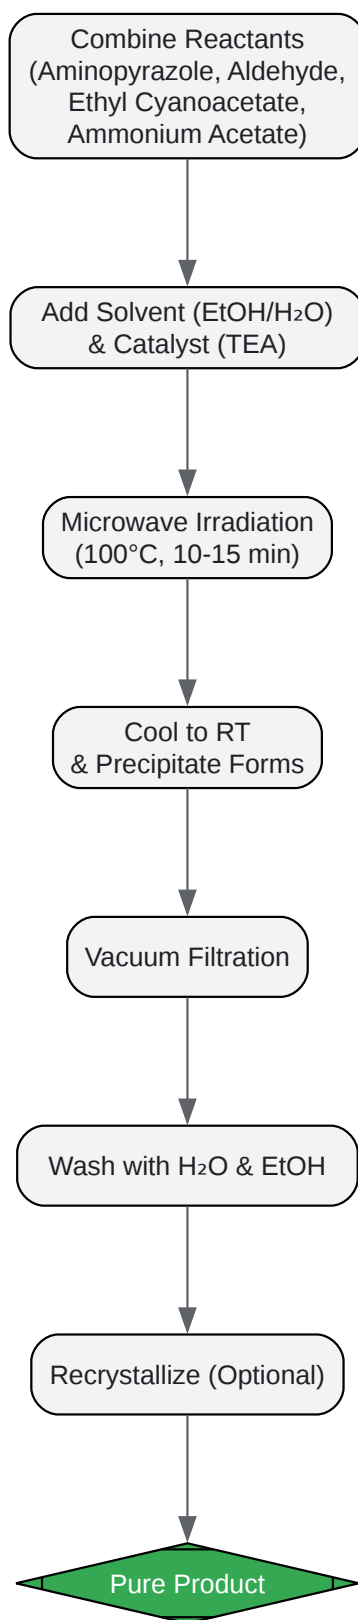 Combine Reactants
(Aminopyrazole, Aldehyde,
Ethyl Cyanoacetate,
Ammonium Acetate)
Add Solvent (EtOH/H₂O)
& Catalyst (TEA)
Microwave Irradiation
(100°C, 10-15 min)
Cool to RT
& Precipitate Forms
Vacuum Filtration
Wash with H₂O & EtOH
Recrystallize (Optional)
Pure Product